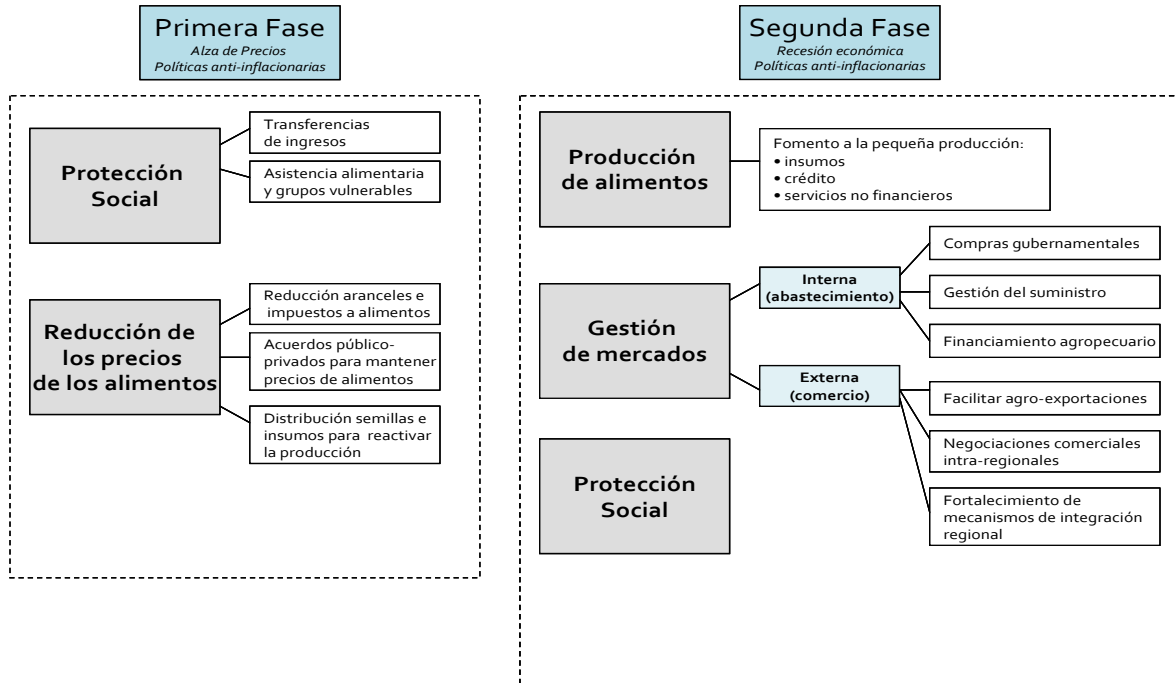 Primera Fase
Alza de Precios
Políticas anti-inflacionarias
Protección
Social
Transferencias
de ingresos
Asistencia alimentaria
y grupos vulnerables
Reducción de
los precios
de los alimentos
Reducción aranceles e
impuestos a alimentos
Acuerdos público-
privados para mantener
precios de alimentos
Distribución semillas e
insumos para reactivar
la producción
Segunda Fase
Recesión económica
Políticas anti-inflacionarias
Producción
de alimentos
Fomento a la pequeña producción:
• insumos
• crédito
• servicios no financieros
Gestión
de mercados
Interna
(abastecimiento)
Compras gubernamentales
Gestión del suministro
Financiamiento agropecuario
Externa
(comercio)
Facilitar agro-exportaciones
Negociaciones comerciales
intra-regionales
Fortalecimiento de
mecanismos de integración
regional
Protección
Social